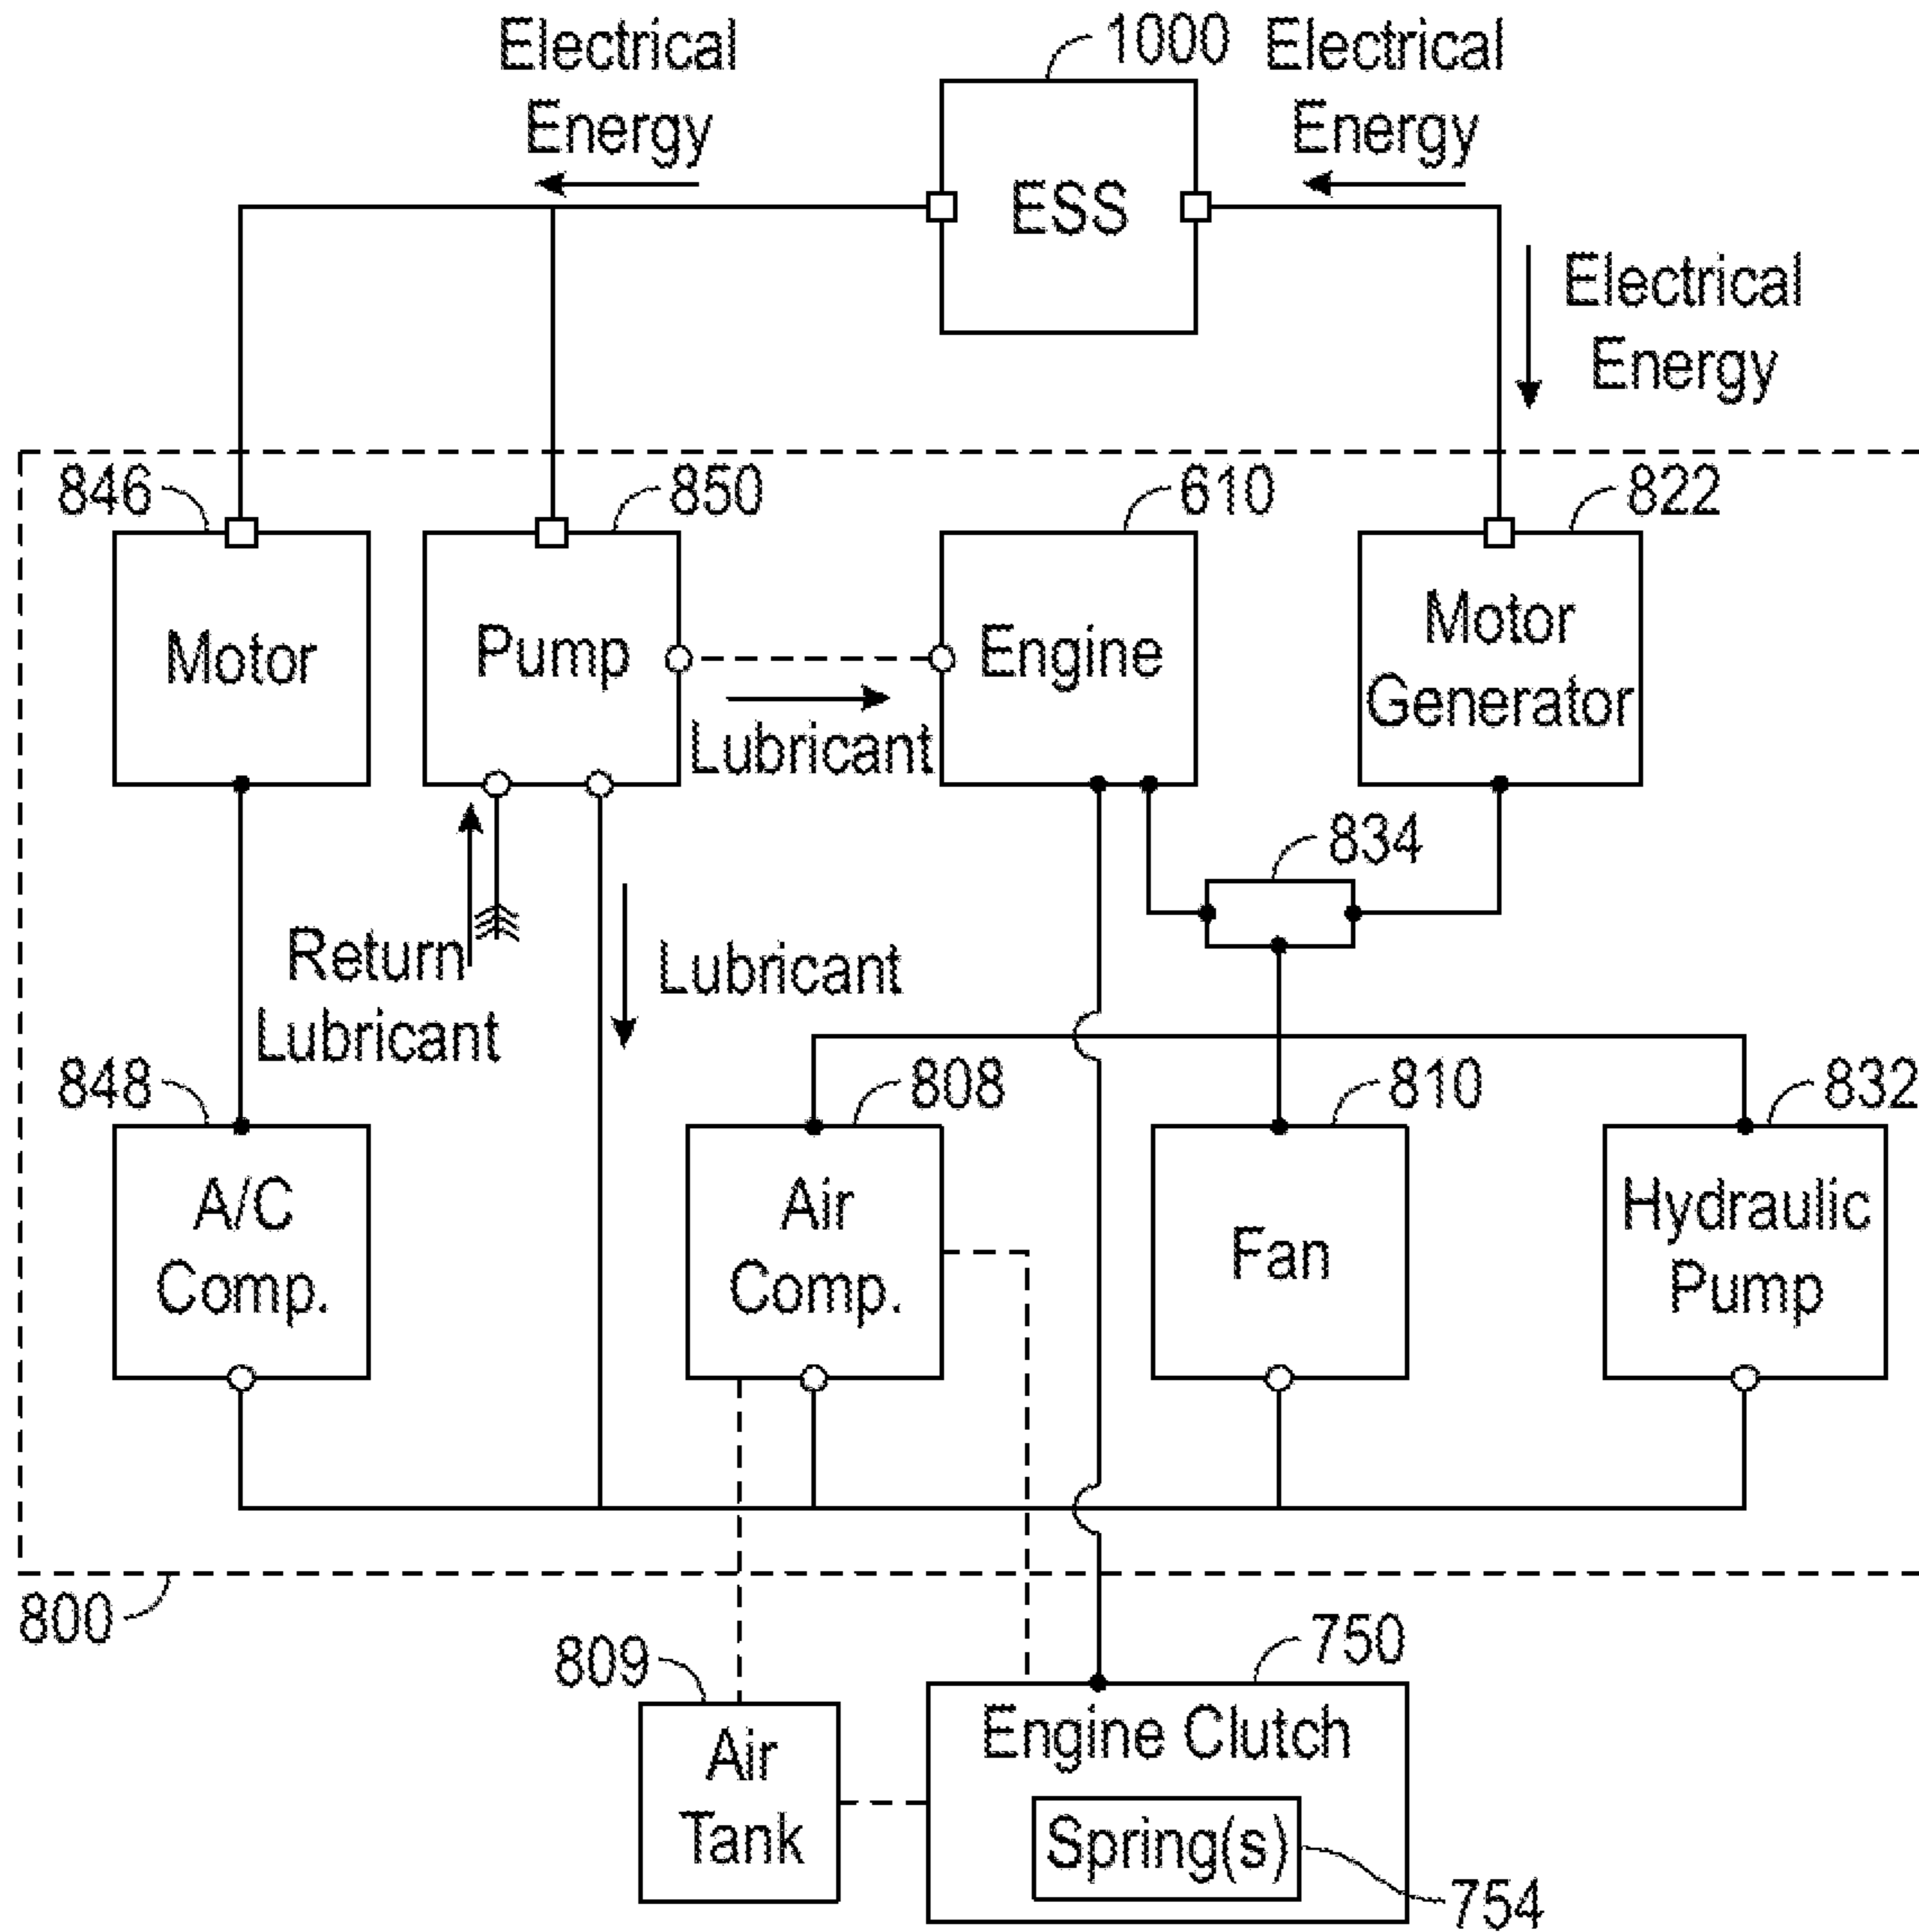 Electrical
Energy
1000
Electrical
Energy
ESS
Electrical
Energy
846
850
610
822
Motor
Pump
Engine
Motor
Generator
Lubricant
834
Return
Lubricant
Lubricant
848
808
810
832
A/C
Comp.
Air
Comp.
Fan
Hydraulic
Pump
800
809
750
Air
Tank
Engine Clutch
Spring(s)
754